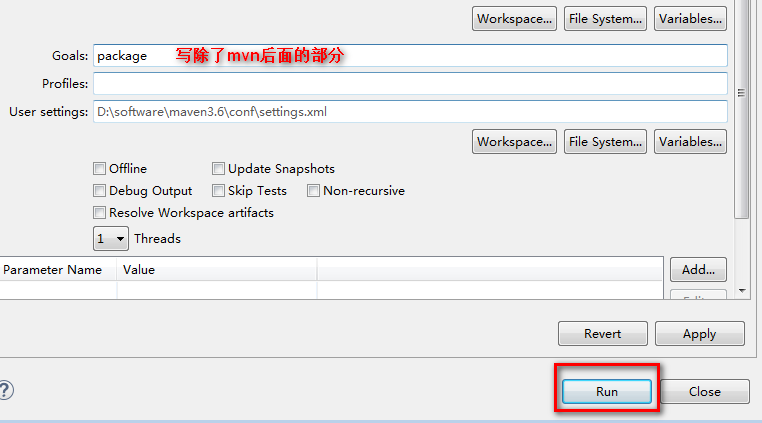 Workspace... File System... Variables...
Goals: package 写除了mvn后面的部分
Profiles:
User settings: D:\software\maven3.6\conf\settings.xml
Workspace... File System... Variables...
Offline Update Snapshots
Debug Output Skip Tests Non-recursive
Resolve Workspace artifacts
1 Threads
Parameter Name Value Add...
Revert Apply
? Run Close